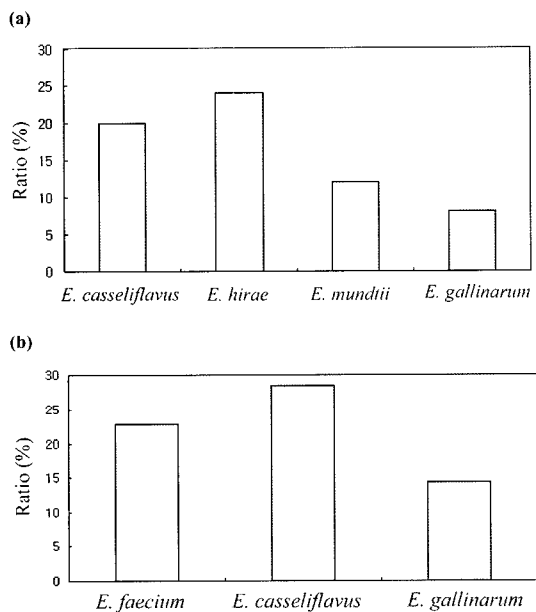 (a)
Ratio (%)
30
25
20
15
10
5
0
E. casseliflavus E. hirae E. mundtii E. gallinarum
(b)
Ratio (%)
30
25
20
15
10
5
0
E. faecium E. casseliflavus E. gallinarum